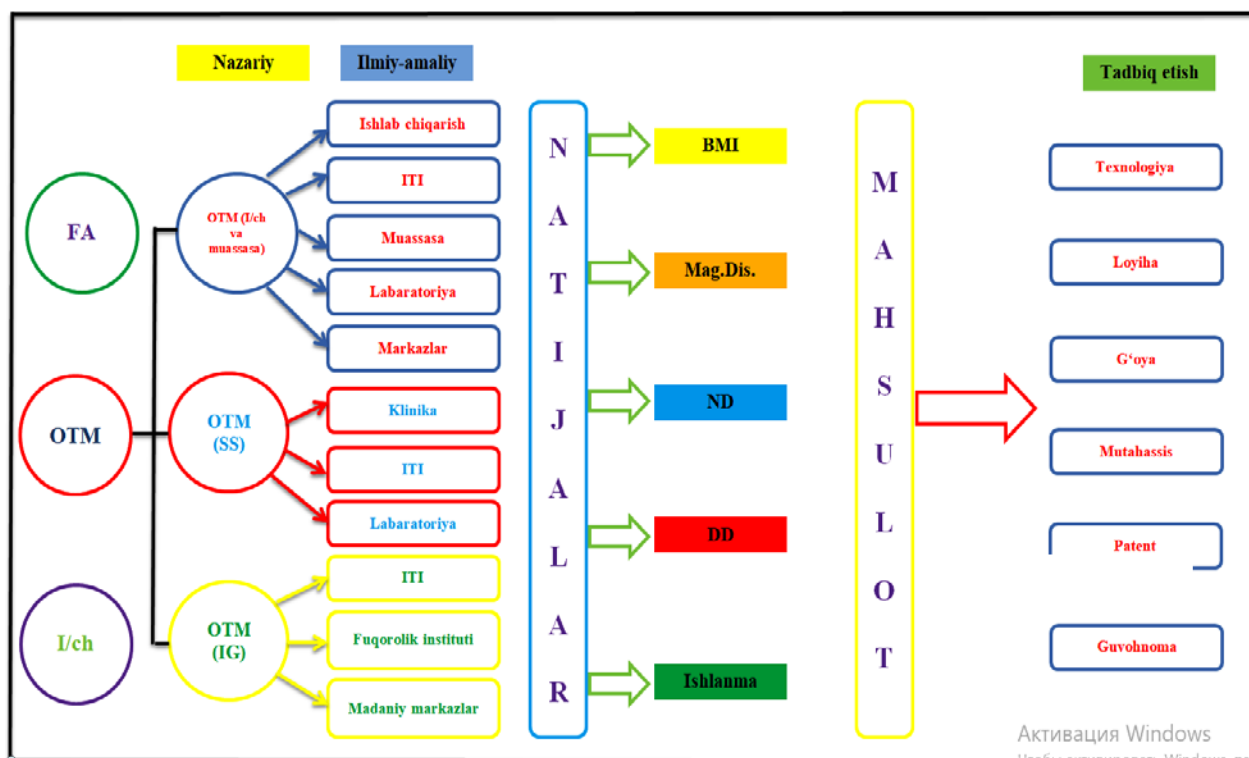 Nazariy
Ilmiy-amaliy
Tadbiq etish
FA
OTM
I/ch
OTM (I/ch
va
muassasa)
OTM
(SS)
OTM
(IG)
Ishlab chiqarish
ITI
Muassasa
Labaratoriya
Markazlar
Klinika
ITI
Labaratoriya
ITI
Fuqorolik instituti
Madaniy markazlar
N
A
T
I
J
A
L
A
R
BMI
Mag.Dis.
ND
DD
Ishlanma
M
A
H
S
U
L
O
T
Texnologiya
Loyiha
G‘oya
Mutahassis
Patent
Guvohnoma
Активация Windows